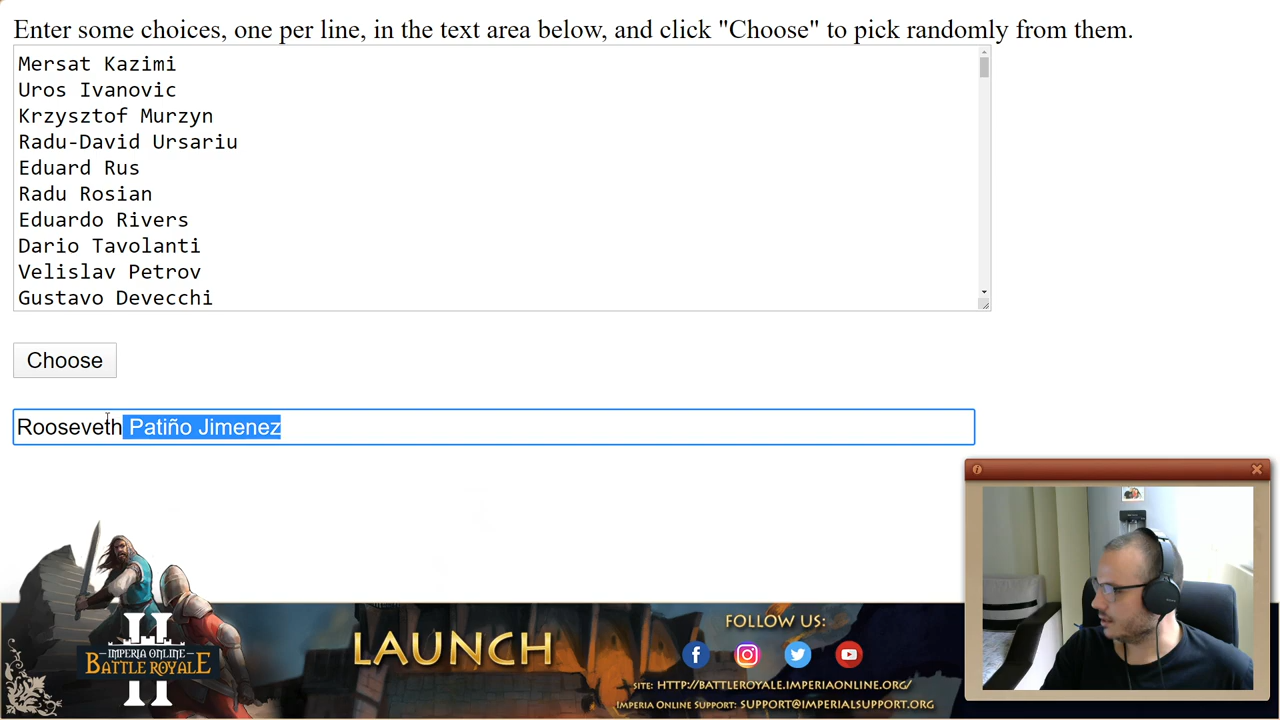 Enter some choices, one per line, in the text area below, and click "Choose" to pick randomly from them.
Mersat Kazimi
Uros Ivanovic
Krzysztof Murzyn
Radu-David Ursariu
Eduard Rus
Radu Rosian
Eduardo Rivers
Dario Tavolanti
Velislav Petrov
Gustavo Devecchi
Choose
Rooseveth Patiño Jimenez
II
IMPERIA ONLINE
BATTLE ROYALE
LAUNCH
FOLLOW US:
SITE: HTTP://BATTLEROYALE.IMPERIAONLINE.ORG/
IMPERIA ONLINE SUPPORT: SUPPORT@IMPERIALSUPPORT.ORG